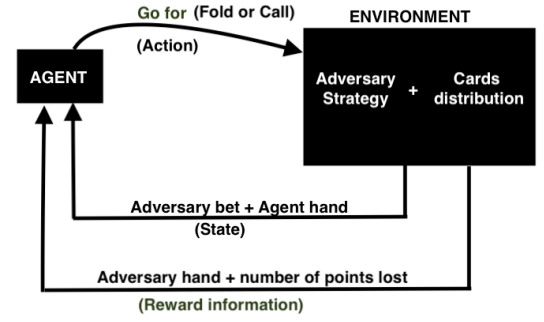 Go for (Fold or Call)
(Action)
ENVIRONMENT
AGENT
Adversary Strategy + Cards distribution
Adversary bet + Agent hand
(State)
Adversary hand + number of points lost
(Reward information)